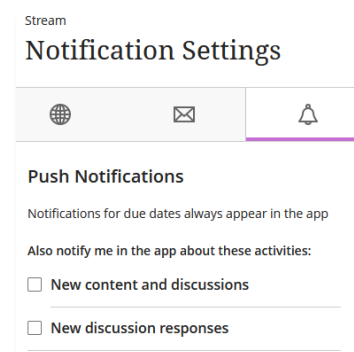 Stream
Notification Settings
Push Notifications
Notifications for due dates always appear in the app
Also notify me in the app about these activities:
New content and discussions
New discussion responses